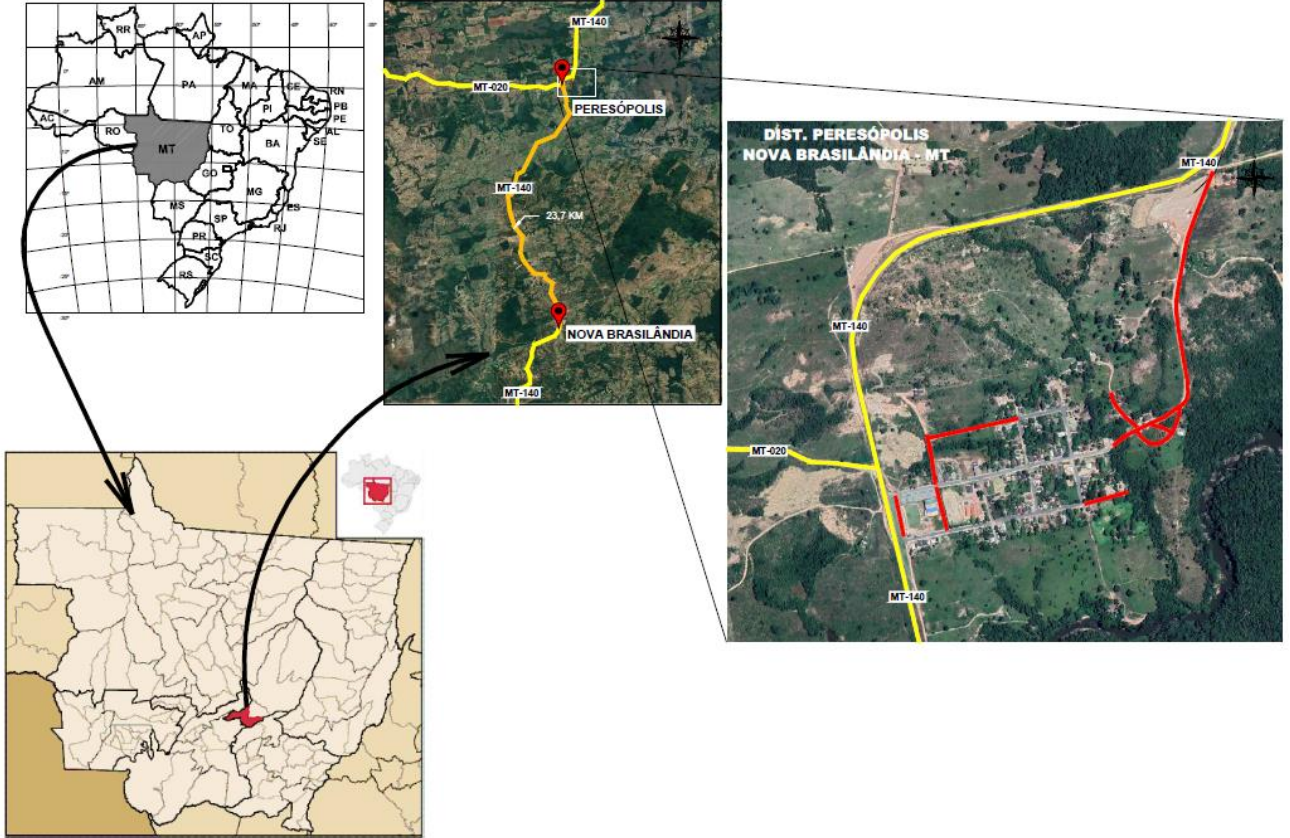 RR
AP
AM
PA
MA
CE
RN
PB
PE
AL
SE
PI
AC
RO
TO
BA
MT
GO
MG
MS
ES
SP
RJ
PR
SC
RS
MT-140
MT-020
PERESÓPOLIS
MT-140
23,7 KM
NOVA BRASILÂNDIA
MT-140
DIST. PERESÓPOLIS
NOVA BRASILÂNDIA - MT
MT-140
MT-140
MT-020
MT-140